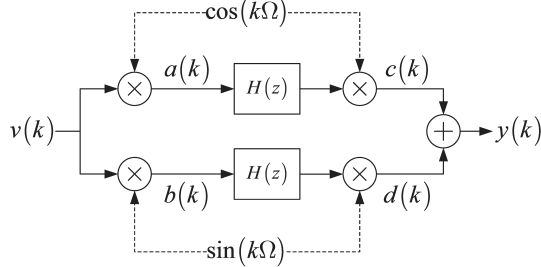 cos(kΩ)
a(k) H(z) c(k)
× ×
v(k) + y(k)
× H(z) ×
b(k) d(k)
sin(kΩ)